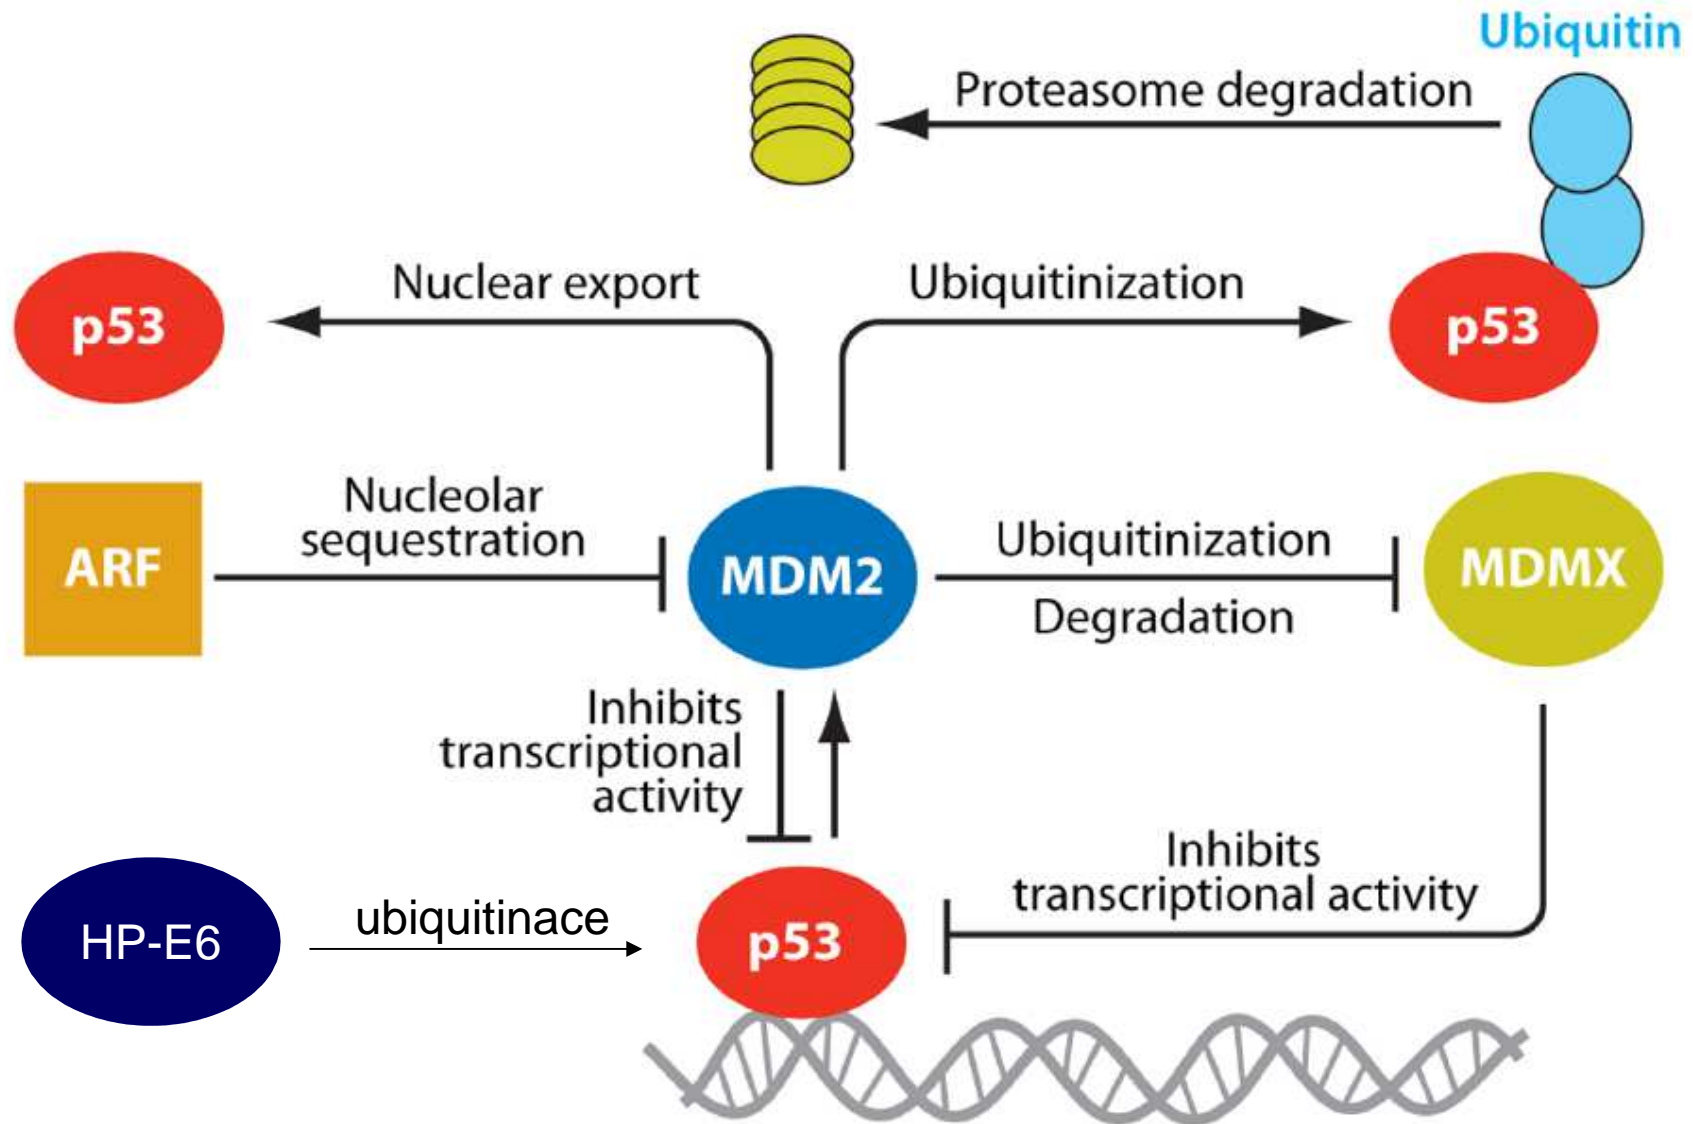 Ubiquitin
Proteasome degradation
Nuclear export
Ubiquitinization
p53
p53
ARF
Nucleolar
sequestration
MDM2
Ubiquitinization
Degradation
MDMX
Inhibits
transcriptional
activity
Inhibits
transcriptional activity
HP-E6
ubiquitinace
p53